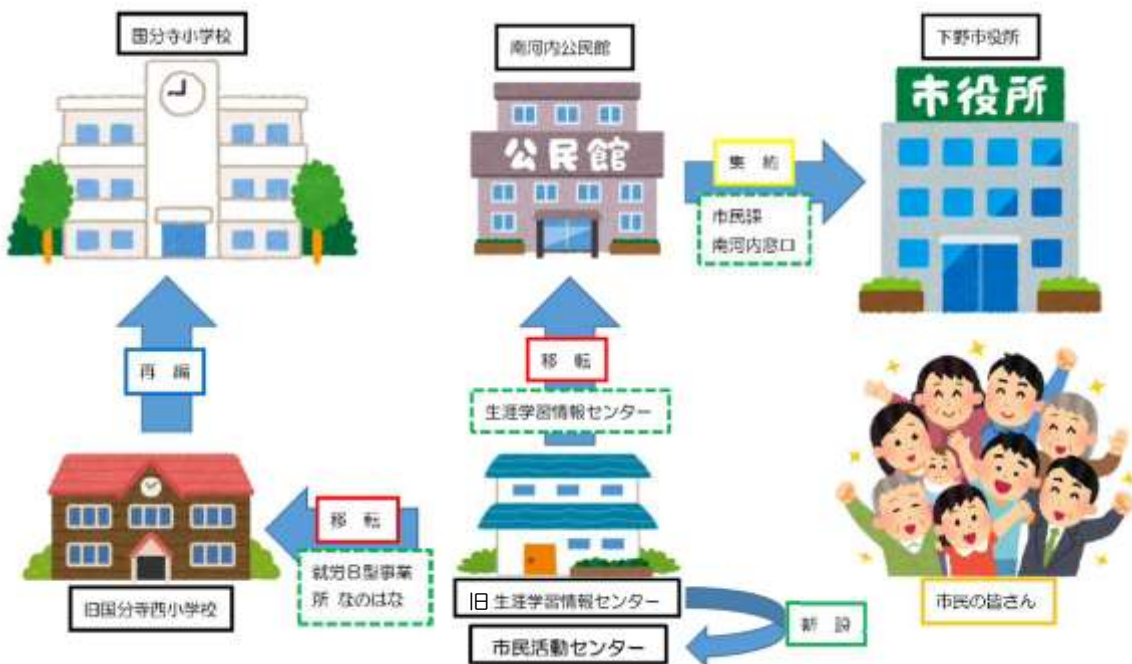 国分寺小学校
南河内公民館
下野市役所
市役所
公民館
集 約
市民課
南河内窓口
再 編
移 転
生涯学習情報センター
移 転
就労B型事業
所 なのはな
旧国分寺西小学校
旧 生涯学習情報センター
市民活動センター
新 設
市民の皆さん